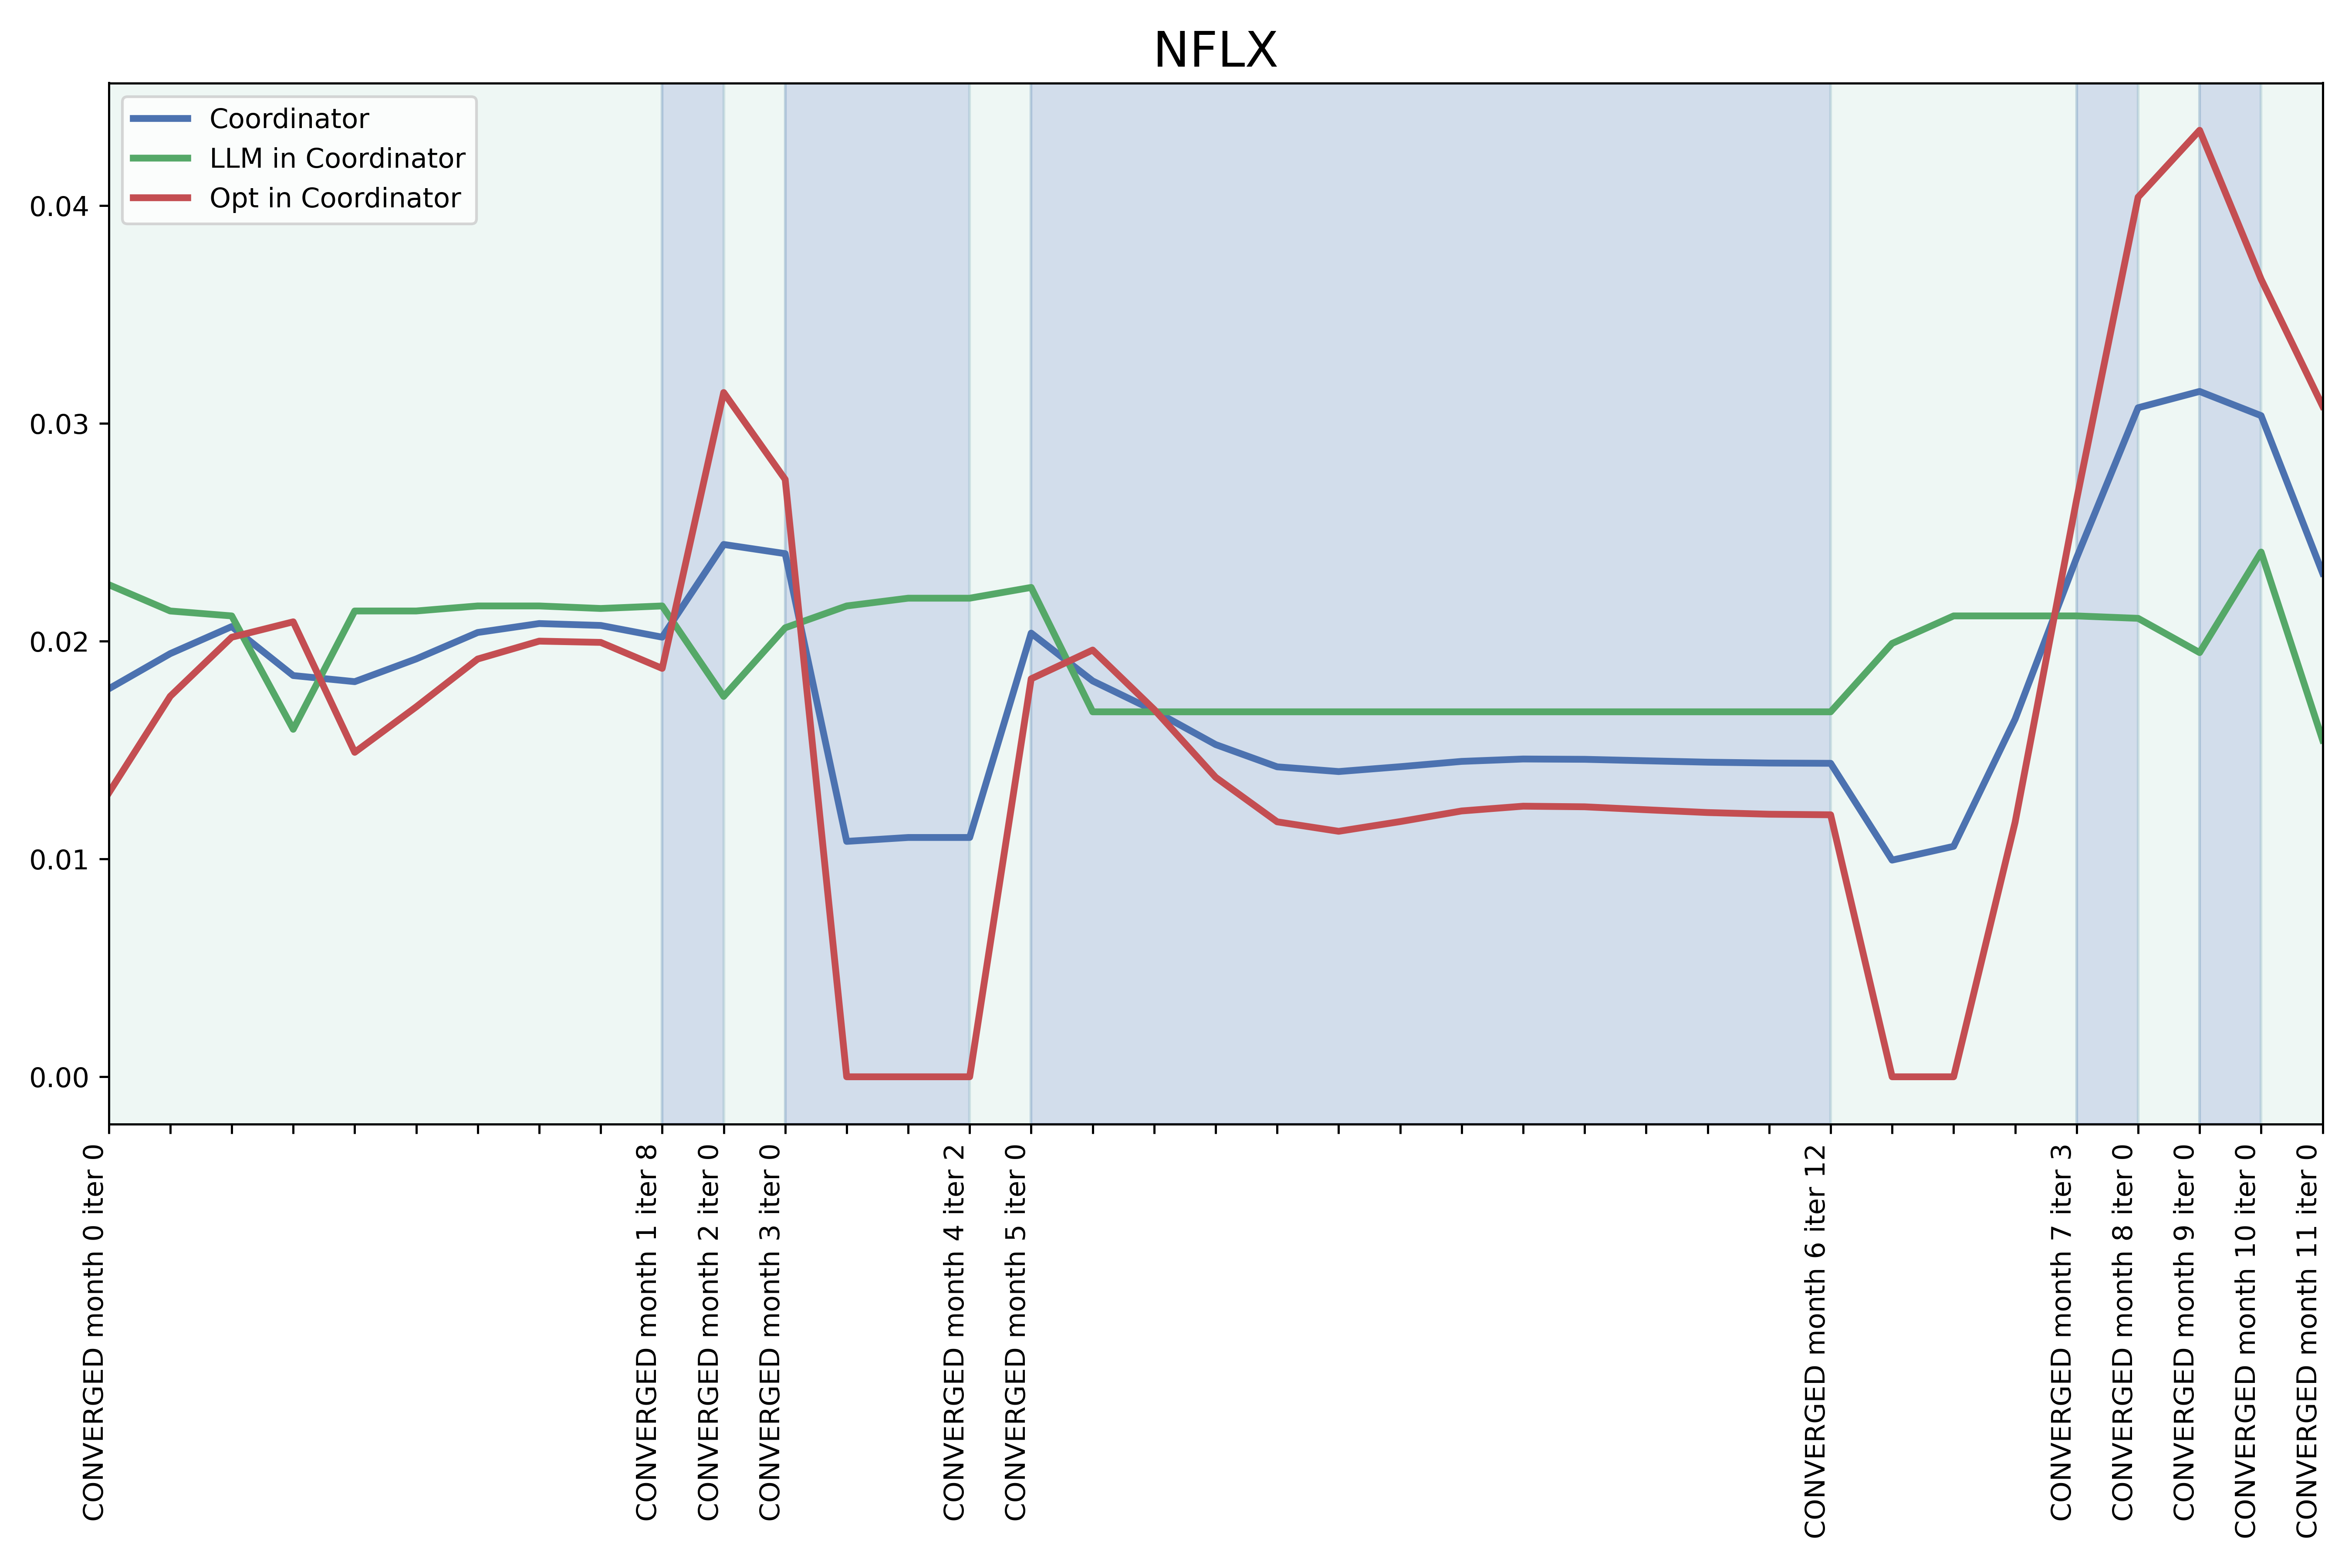 NFLX
Coordinator
LLM in Coordinator
Opt in Coordinator
0.04
0.03
0.02
0.01
0.00
CONVERGED month 0 iter 0
CONVERGED month 1 iter 8
CONVERGED month 2 iter 0
CONVERGED month 3 iter 0
CONVERGED month 4 iter 2
CONVERGED month 5 iter 0
CONVERGED month 6 iter 12
CONVERGED month 7 iter 3
CONVERGED month 8 iter 0
CONVERGED month 9 iter 0
CONVERGED month 10 iter 0
CONVERGED month 11 iter 0